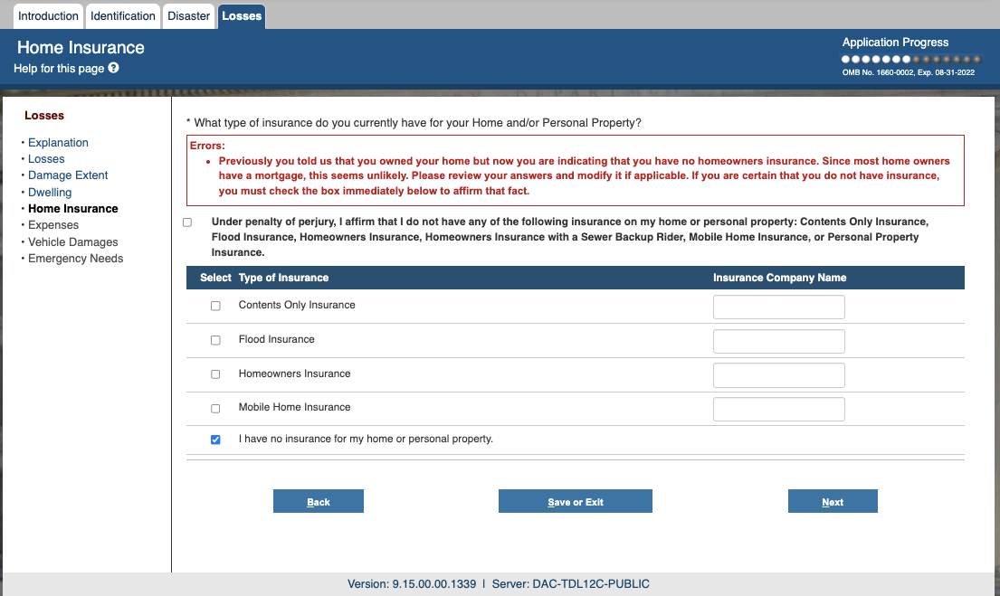 Introduction
Identification
Disaster
Losses
Home Insurance
Help for this page ?
Application Progress
OMB No. 1660-0002, Exp. 08-31-2022
Losses
• Explanation
• Losses
• Damage Extent
• Dwelling
• Home Insurance
• Expenses
• Vehicle Damages
• Emergency Needs
* What type of insurance do you currently have for your Home and/or Personal Property?
Errors:
• Previously you told us that you owned your home but now you are indicating that you have no homeowners insurance. Since most home owners
have a mortgage, this seems unlikely. Please review your answers and modify it if applicable. If you are certain that you do not have insurance,
you must check the box immediately below to affirm that fact.
Under penalty of perjury, I affirm that I do not have any of the following insurance on my home or personal property: Contents Only Insurance,
Flood Insurance, Homeowners Insurance, Homeowners Insurance with a Sewer Backup Rider, Mobile Home Insurance, or Personal Property
Insurance.
Select Type of Insurance Insurance Company Name
Contents Only Insurance
Flood Insurance
Homeowners Insurance
Mobile Home Insurance
I have no insurance for my home or personal property.
Back
Save or Exit
Next
Version: 9.15.00.00.1339 | Server: DAC-TDL12C-PUBLIC